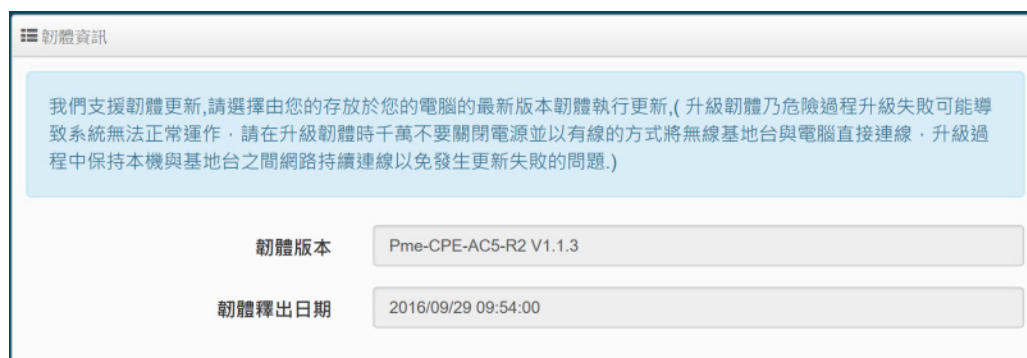 韌體資訊
我們支援韌體更新,請選擇由您的存放於您的電腦的最新版本韌體執行更新,( 升級韌體乃危險過程升級失敗可能導
致系統無法正常運作，請在升級韌體時千萬不要關閉電源並以有線的方式將無線基地台與電腦直接連線，升級過
程中保持本機與基地台之間網路持續連線以免發生更新失敗的問題.)
韌體版本 Pme-CPE-AC5-R2 V1.1.3
韌體釋出日期 2016/09/29 09:54:00